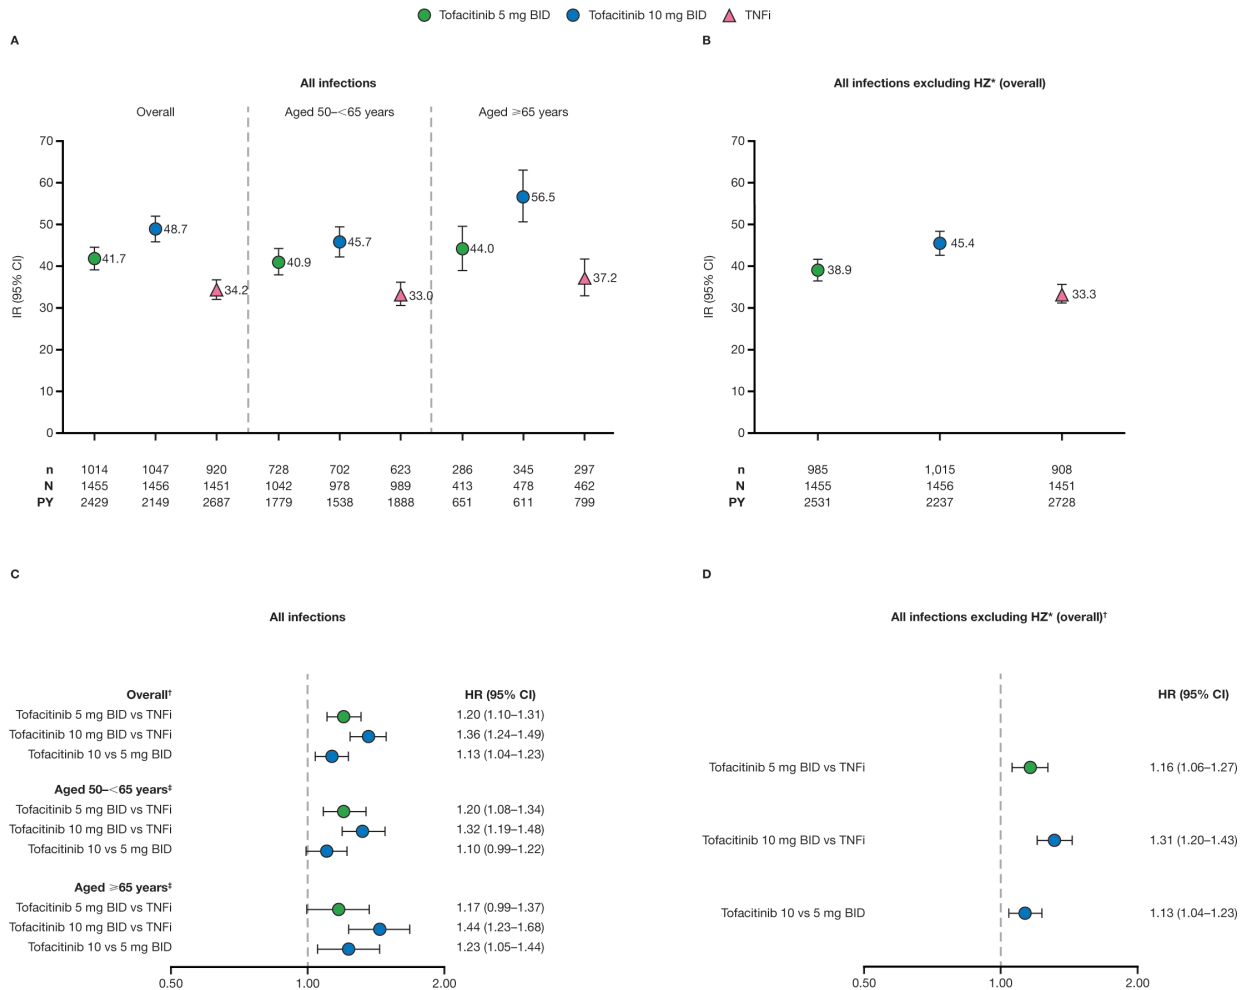 Tofacitinib 5 mg BID Tofacitinib 10 mg BID TNFi
A
All infections
Overall Aged 50–<65 years Aged ⩾65 years
IR (95% CI)
70
60
50
40
30
20
10
0
41.7 48.7 34.2 40.9 45.7 33.0 44.0 56.5 37.2
n 1014 1047 920 728 702 623 286 345 297
N 1455 1456 1451 1042 978 989 413 478 462
PY 2429 2149 2687 1779 1538 1888 651 611 799
B
All infections excluding HZ* (overall)
IR (95% CI)
70
60
50
40
30
20
10
0
38.9 45.4 33.3
n 985 1,015 908
N 1455 1456 1451
PY 2531 2237 2728
C
All infections
Overall† HR (95% CI)
Tofacitinib 5 mg BID vs TNFi 1.20 (1.10–1.31)
Tofacitinib 10 mg BID vs TNFi 1.36 (1.24–1.49)
Tofacitinib 10 vs 5 mg BID 1.13 (1.04–1.23)
Aged 50–<65 years‡
Tofacitinib 5 mg BID vs TNFi 1.20 (1.08–1.34)
Tofacitinib 10 mg BID vs TNFi 1.32 (1.19–1.48)
Tofacitinib 10 vs 5 mg BID 1.10 (0.99–1.22)
Aged ⩾65 years‡
Tofacitinib 5 mg BID vs TNFi 1.17 (0.99–1.37)
Tofacitinib 10 mg BID vs TNFi 1.44 (1.23–1.68)
Tofacitinib 10 vs 5 mg BID 1.23 (1.05–1.44)
0.50 1.00 2.00
D
All infections excluding HZ* (overall)†
HR (95% CI)
Tofacitinib 5 mg BID vs TNFi 1.16 (1.06–1.27)
Tofacitinib 10 mg BID vs TNFi 1.31 (1.20–1.43)
Tofacitinib 10 vs 5 mg BID 1.13 (1.04–1.23)
0.50 1.00 2.00